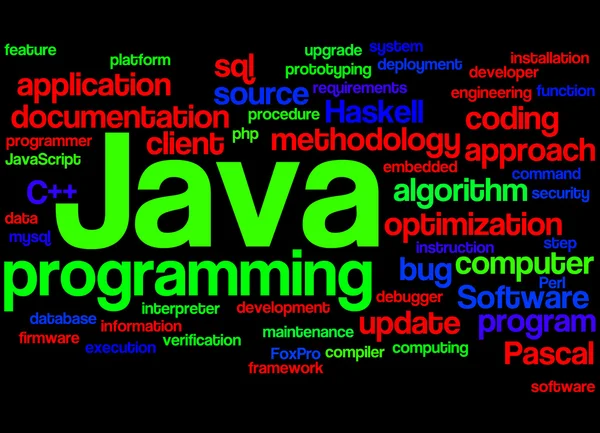 feature
platform
upgrade
system
sql
prototyping
deployment
installation
developer
application
source
requirements
engineering
function
documentation
procedure
Haskell
coding
programmer
client
php
methodology
approach
JavaScript
embedded
command
C++
Java
algorithm
security
data
optimization
mysql
instruction
step
programming
bug
computer
Perl
debugger
Software
interpreter
development
database
information
update
program
firmware
execution
verification
maintenance
FoxPro
compiler
computing
Pascal
framework
software